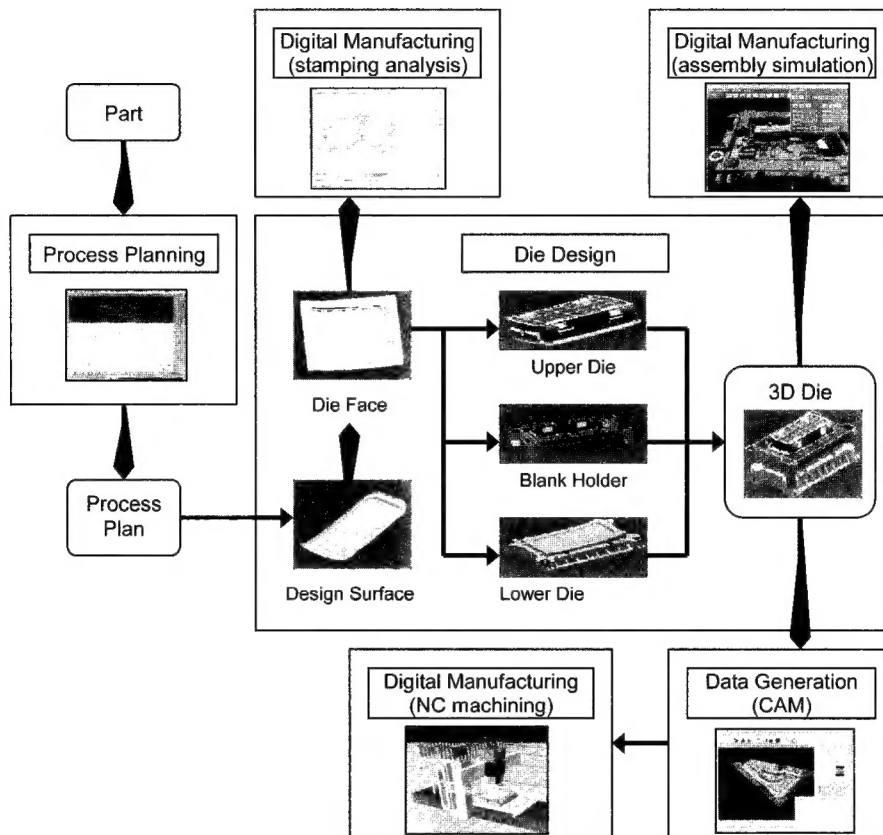 Digital Manufacturing
(stamping analysis)
Digital Manufacturing
(assembly simulation)
Part
Process Planning
Die Design
Upper Die
Die Face
3D Die
Blank Holder
Process
Plan
Design Surface
Lower Die
Digital Manufacturing
(NC machining)
Data Generation
(CAM)